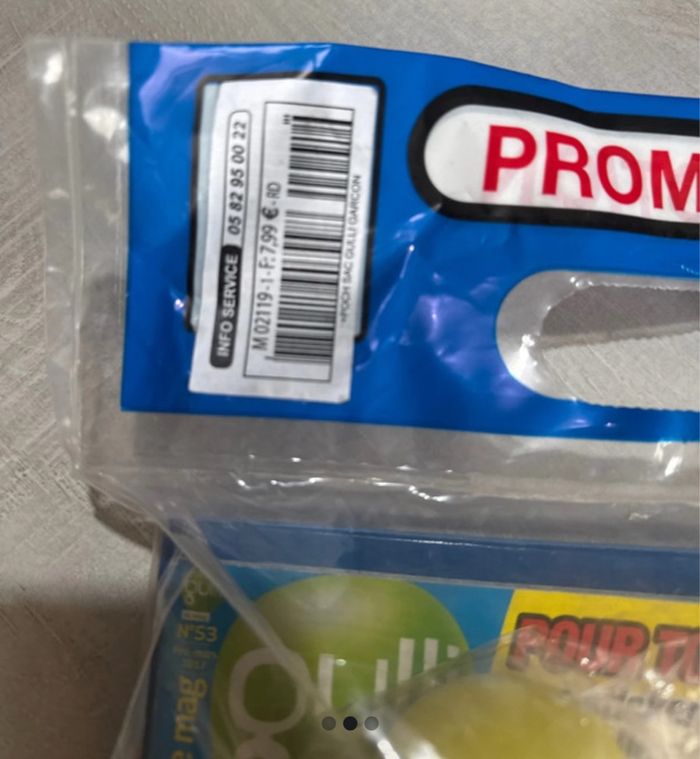 INFO SERVICE 05 82 95 00 22
M 02119 - 1 - F: 7,99 € - RD
*POCH SAC GULLI GARCON
PROM
N°53
gulli
e mag
POUR T